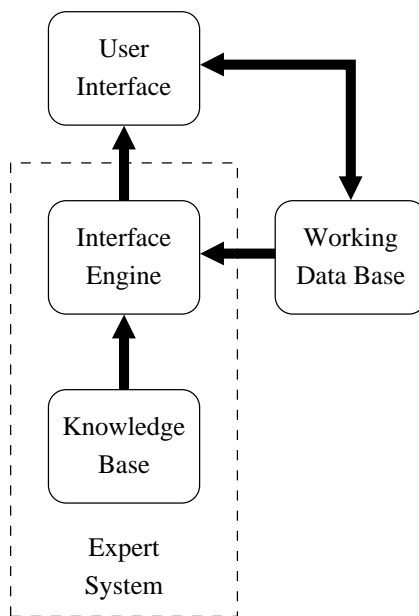 User
Interface
Interface
Engine
Working
Data Base
Knowledge
Base
Expert
System